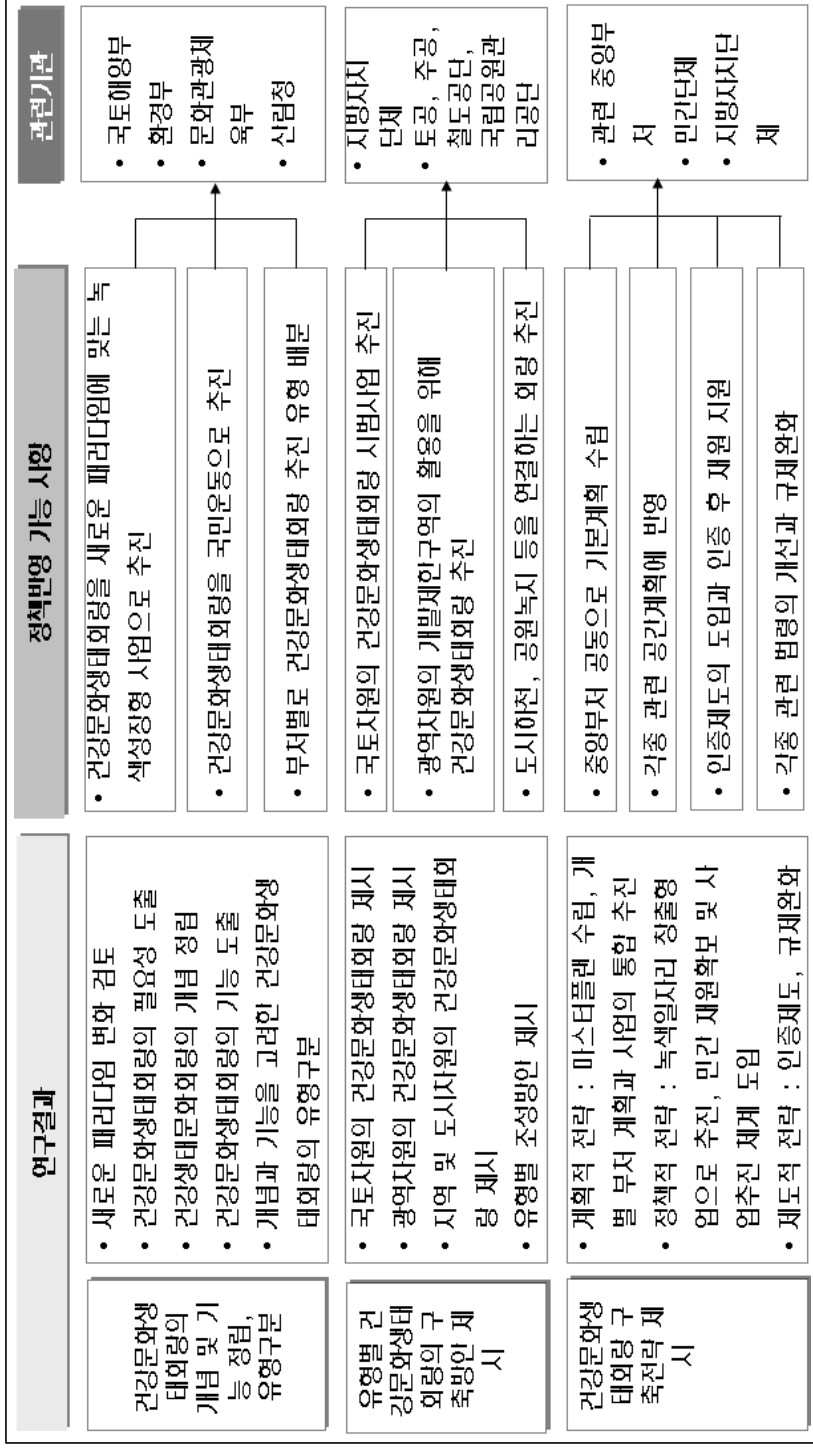 연구결과
정책반영 가능 사항
관련기관
건강문화생
태회랑의
개념 및 기
능 정립,
유형구분
• 새로운 패러다임 변화 검토
• 건강문화생태회랑의 필요성 도출
• 건강생태문화회랑의 개념 정립
• 건강문화생태회랑의 기능 도출
• 개념과 기능을 고려한 건강문화생
태회랑의 유형구분
• 건강문화생태회랑을 새로운 패러다임에 맞는 녹
색성장형 사업으로 추진
• 건강문화생태회랑을 국민운동으로 추진
• 부처별로 건강문화생태회랑 추진 유형 배분
• 국토해양부
• 환경부
• 문화관광체
육부
• 산림청
유형별 건
강문화생태
회랑의 구
축방안 제
시
• 국토차원의 건강문화생태회랑 제시
• 광역차원의 건강문화생태회랑 제시
• 지역 및 도시차원의 건강문화생태회
랑 제시
• 유형별 조성방안 제시
• 국토차원의 건강문화생태회랑 시범사업 추진
• 광역차원의 개발제한구역의 활용을 위해
건강문화생태회랑 추진
• 도시하천, 공원녹지 등을 연결하는 회랑 추진
• 지방자치
단체
• 토공, 주공,
철도공단,
국립공원관
리공단
건강문화생
태회랑 구
축전략 제
시
• 계획적 전략 : 마스터플랜 수립, 개
별 부처 계획과 사업의 통합 추진
• 정책적 전략 : 녹색일자리 창출형
업으로 추진, 민간 재원확보 및 사
업추진 체계 도입
• 제도적 전략 : 인증제도, 규제완화
• 중앙부처 공동으로 기본계획 수립
• 각종 관련 공간계획에 반영
• 인증제도의 도입과 인증 후 재원 지원
• 각종 관련 법령의 개선과 규제완화
• 관련 중앙부
처
• 민간단체
• 지방자치단
체